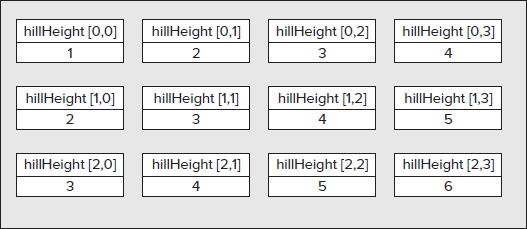 hillHeight [0,0] hillHeight [0,1] hillHeight [0,2] hillHeight [0,3]
1 2 3 4
hillHeight [1,0] hillHeight [1,1] hillHeight [1,2] hillHeight [1,3]
2 3 4 5
hillHeight [2,0] hillHeight [2,1] hillHeight [2,2] hillHeight [2,3]
3 4 5 6